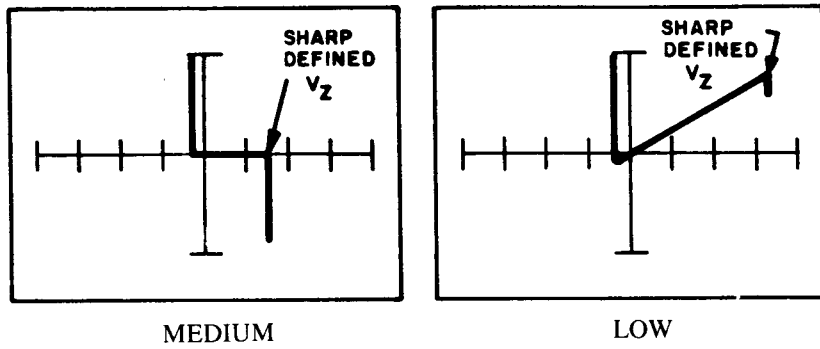 SHARP
DEFINED
VZ
SHARP
DEFINED
VZ
MEDIUM
LOW